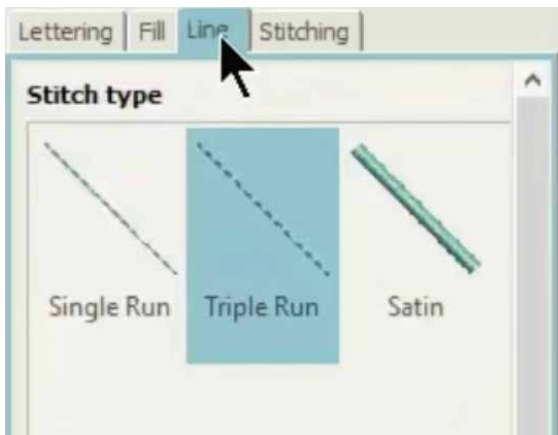 Lettering Fill Line Stitching
Stitch type
Single Run Triple Run Satin